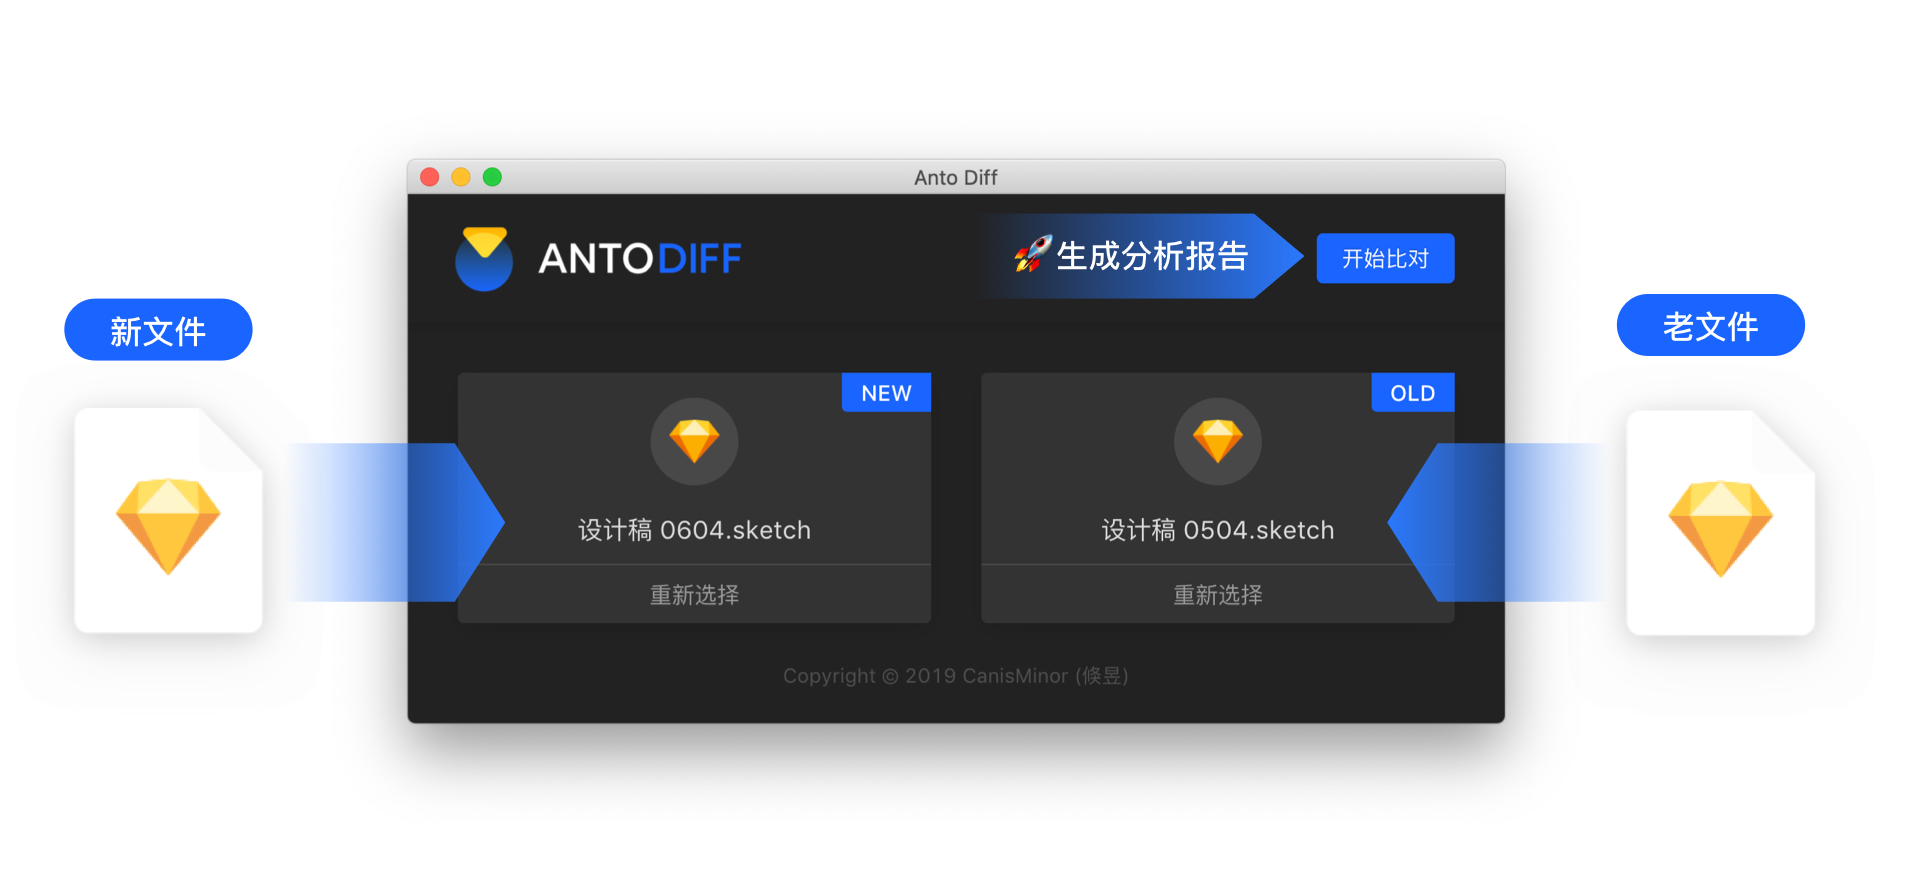 Anto Diff
ANTODIFF
🚀生成分析报告
开始比对
新文件
老文件
NEW
设计稿 0604.sketch
重新选择
OLD
设计稿 0504.sketch
重新选择
Copyright © 2019 CanisMinor (倏昱)